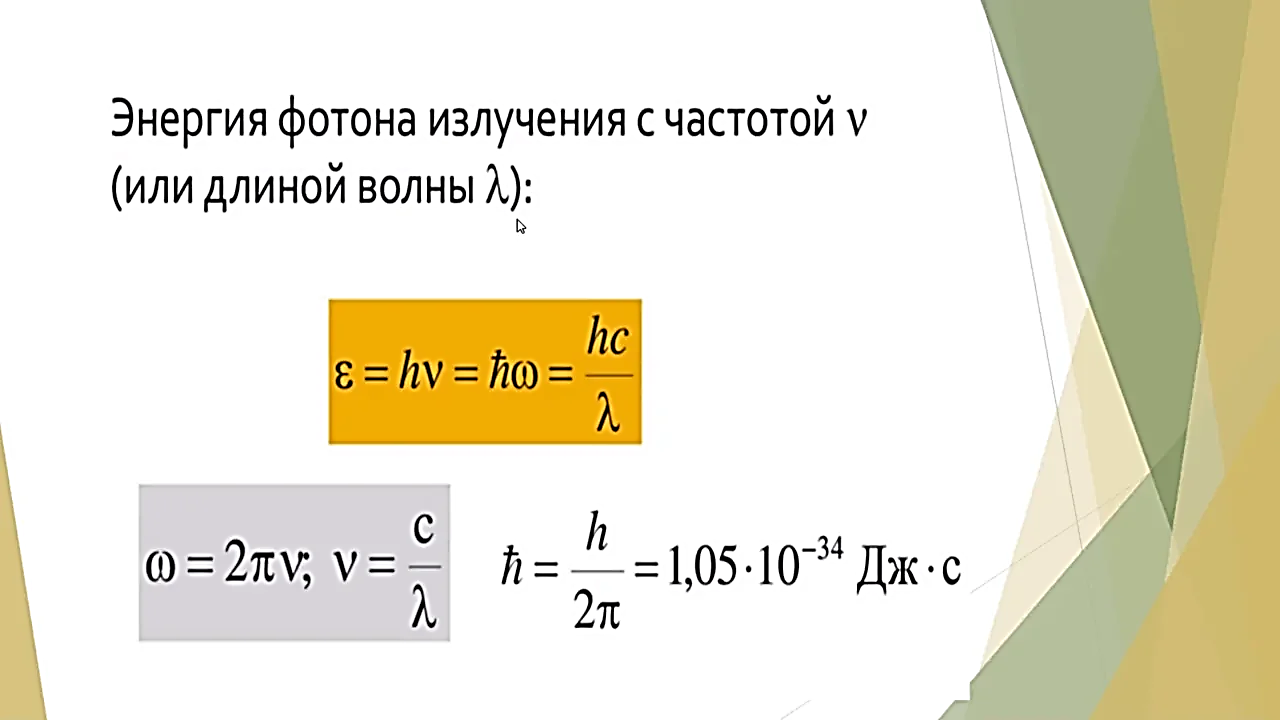 Энергия фотона излучения с частотой ν
(или длиной волны λ):
ε = hν = ħω = hc/λ
ω = 2πν; ν = c/λ
ħ = h/2π = 1,05·10⁻³⁴ Дж·с